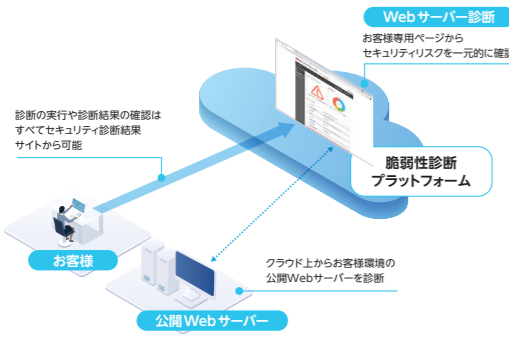 Webサーバー診断
お客様専用ページから
セキュリティリスクを一元的に確認
診断の実行や診断結果の確認は
すべてセキュリティ診断結果
サイトから可能
脆弱性診断
プラットフォーム
お客様
クラウド上からお客様環境の
公開Webサーバーを診断
公開Webサーバー